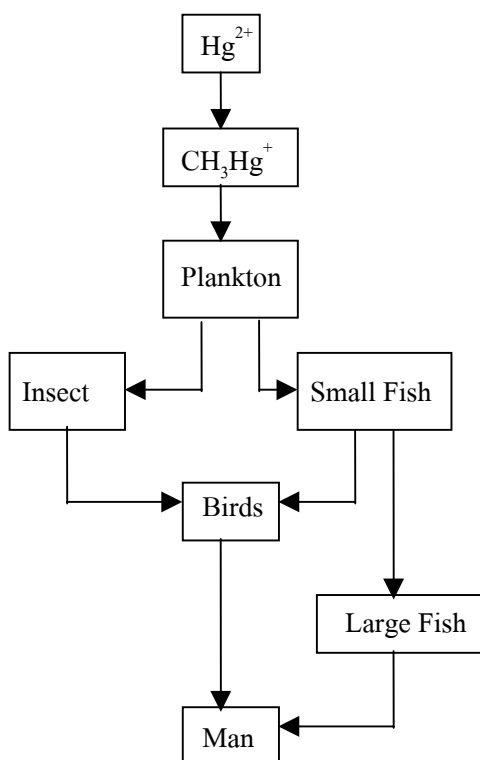 Hg²⁺
CH₃Hg⁺
Plankton
Insect
Small Fish
Birds
Large Fish
Man